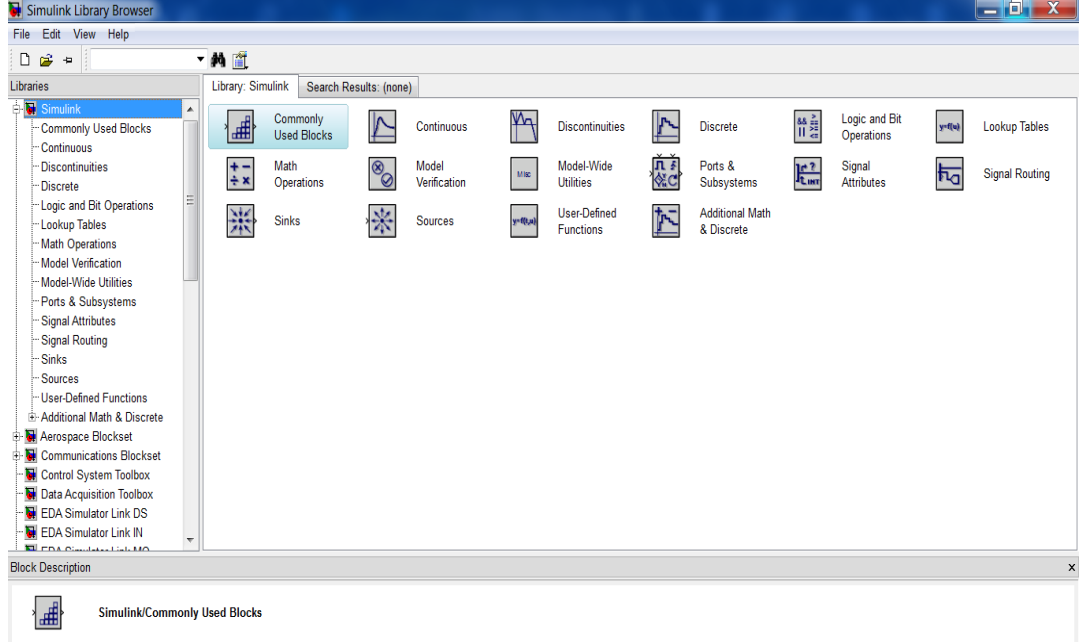 Simulink Library Browser
File Edit View Help
Libraries
Library: Simulink
Search Results: (none)
Simulink
Commonly Used Blocks
Continuous
Discontinuities
Discrete
Logic and Bit Operations
Lookup Tables
Math Operations
Model Verification
Model-Wide Utilities
Ports & Subsystems
Signal Attributes
Signal Routing
Sinks
Sources
User-Defined Functions
Additional Math & Discrete
Aerospace Blockset
Communications Blockset
Control System Toolbox
Data Acquisition Toolbox
EDA Simulator Link DS
EDA Simulator Link IN
EDA Simulator Link MQ
Commonly
Used Blocks
Continuous
Discontinuities
Discrete
Logic and Bit
Operations
y=f(u)
Lookup Tables
Math
Operations
Model
Verification
Misc
Model-Wide
Utilities
Ports &
Subsystems
Signal
Attributes
Signal Routing
Sinks
Sources
y=f(t,u)
User-Defined
Functions
Additional Math
& Discrete
Block Description
Simulink/Commonly Used Blocks